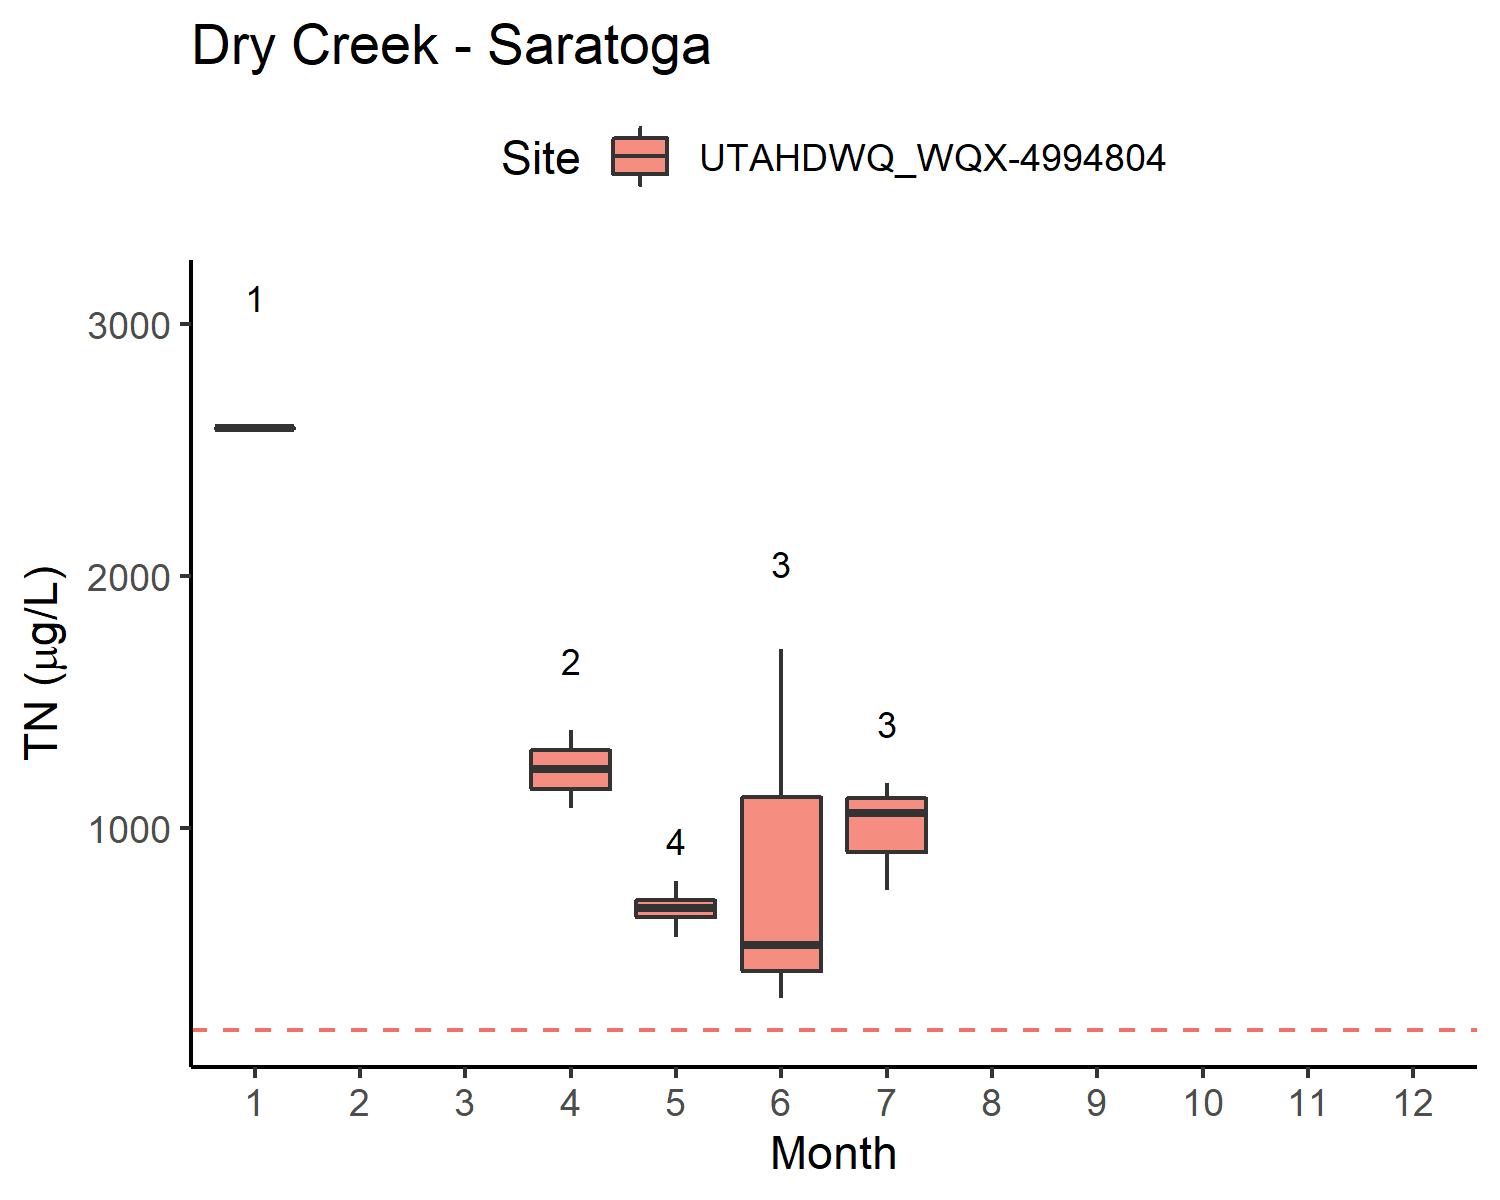 Dry Creek - Saratoga
Site UTAHDWQ_WQX-4994804
1
3000
2000
3
TN (μg/L)
2
3
1000
4
1 2 3 4 5 6 7 8 9 10 11 12
Month